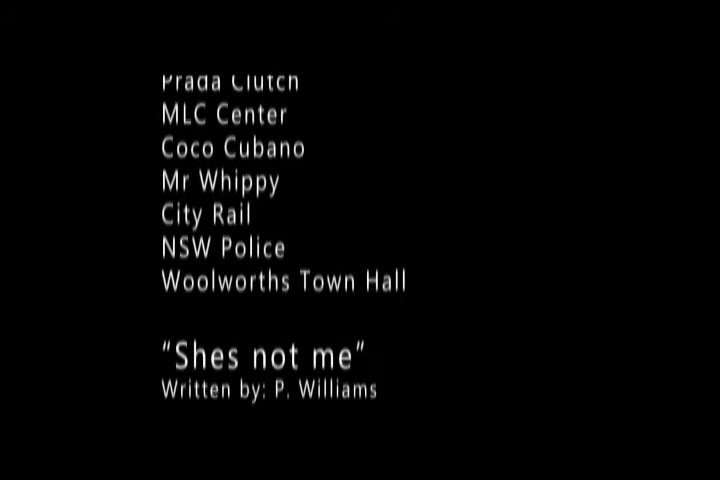 Prada Clutch
MLC Center
Coco Cubano
Mr Whippy
City Rail
NSW Police
Woolworths Town Hall
"Shes not me"
Written by: P. Williams